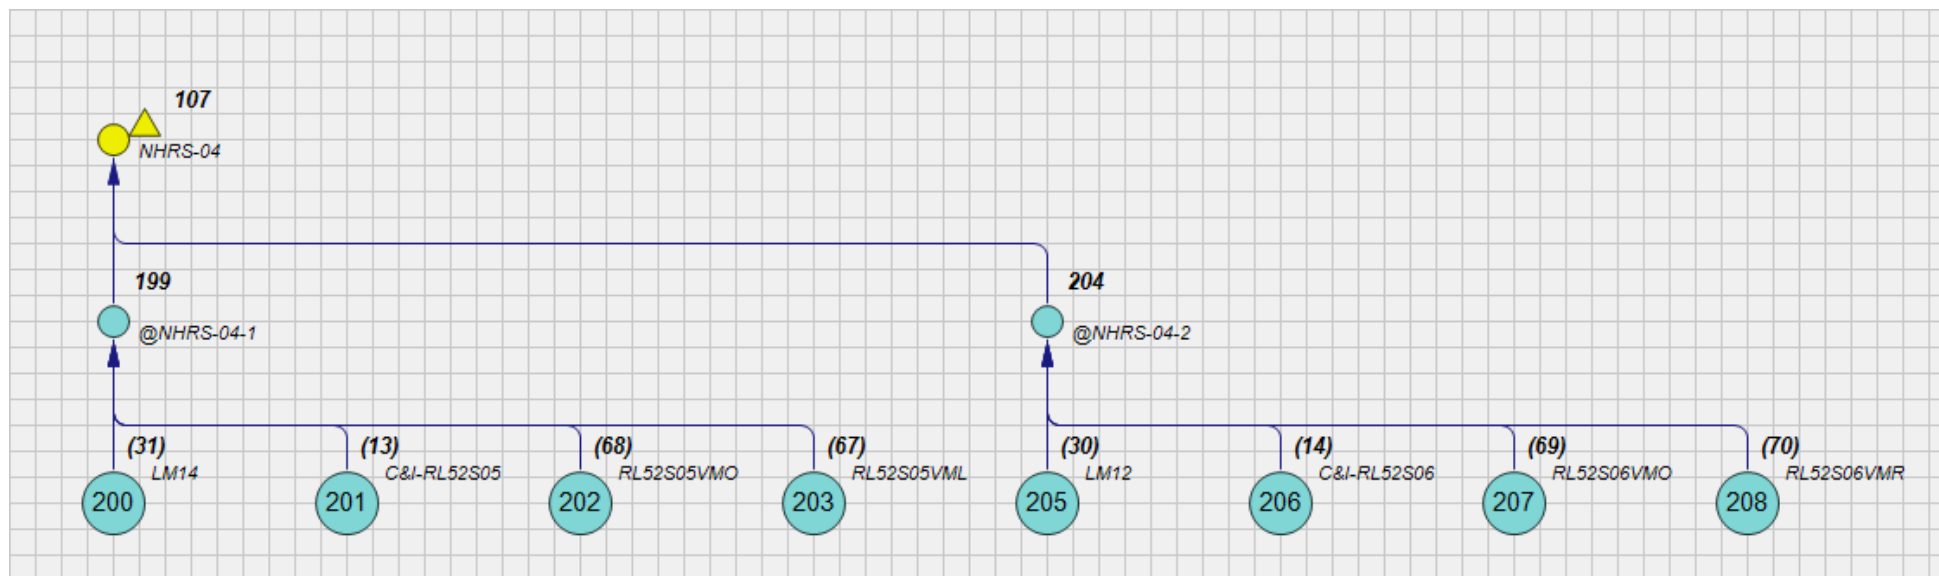 107
NHRS-04
199
@NHRS-04-1
204
@NHRS-04-2
(31)
LM14
200
(13)
C&I-RL52S05
201
(68)
RL52S05VMO
202
(67)
RL52S05VML
203
(30)
LM12
205
(14)
C&I-RL52S06
206
(69)
RL52S06VMO
207
(70)
RL52S06VMR
208